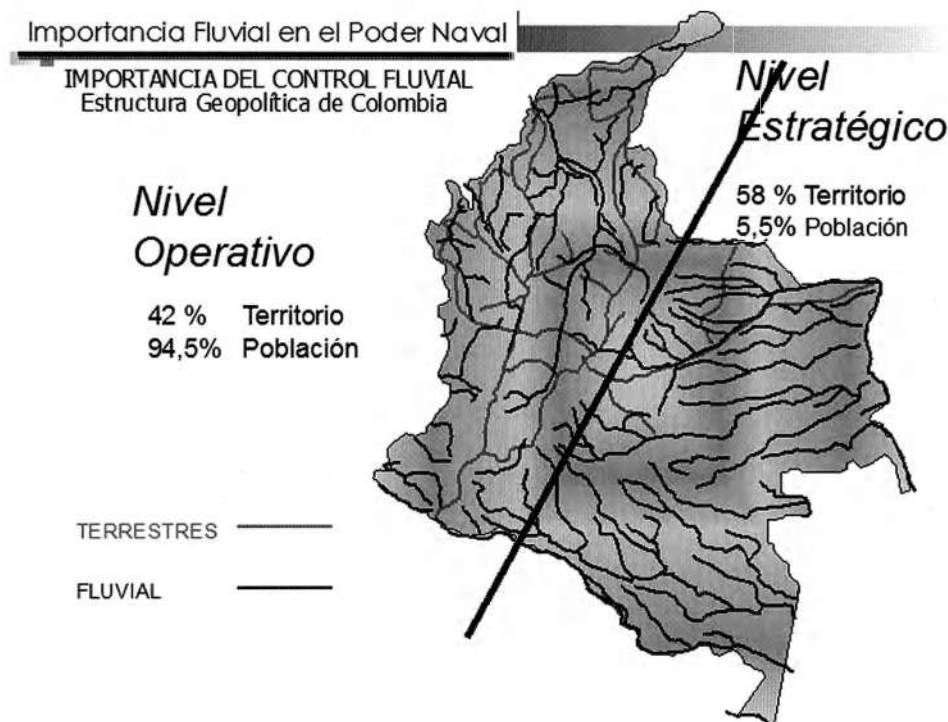 Importancia Fluvial en el Poder Naval
IMPORTANCIA DEL CONTROL FLUVIAL
Estructura Geopolítica de Colombia
Nivel
Estratégico
58 % Territorio
5,5% Población
Nivel
Operativo
42 % Territorio
94,5% Población
TERRESTRES
FLUVIAL